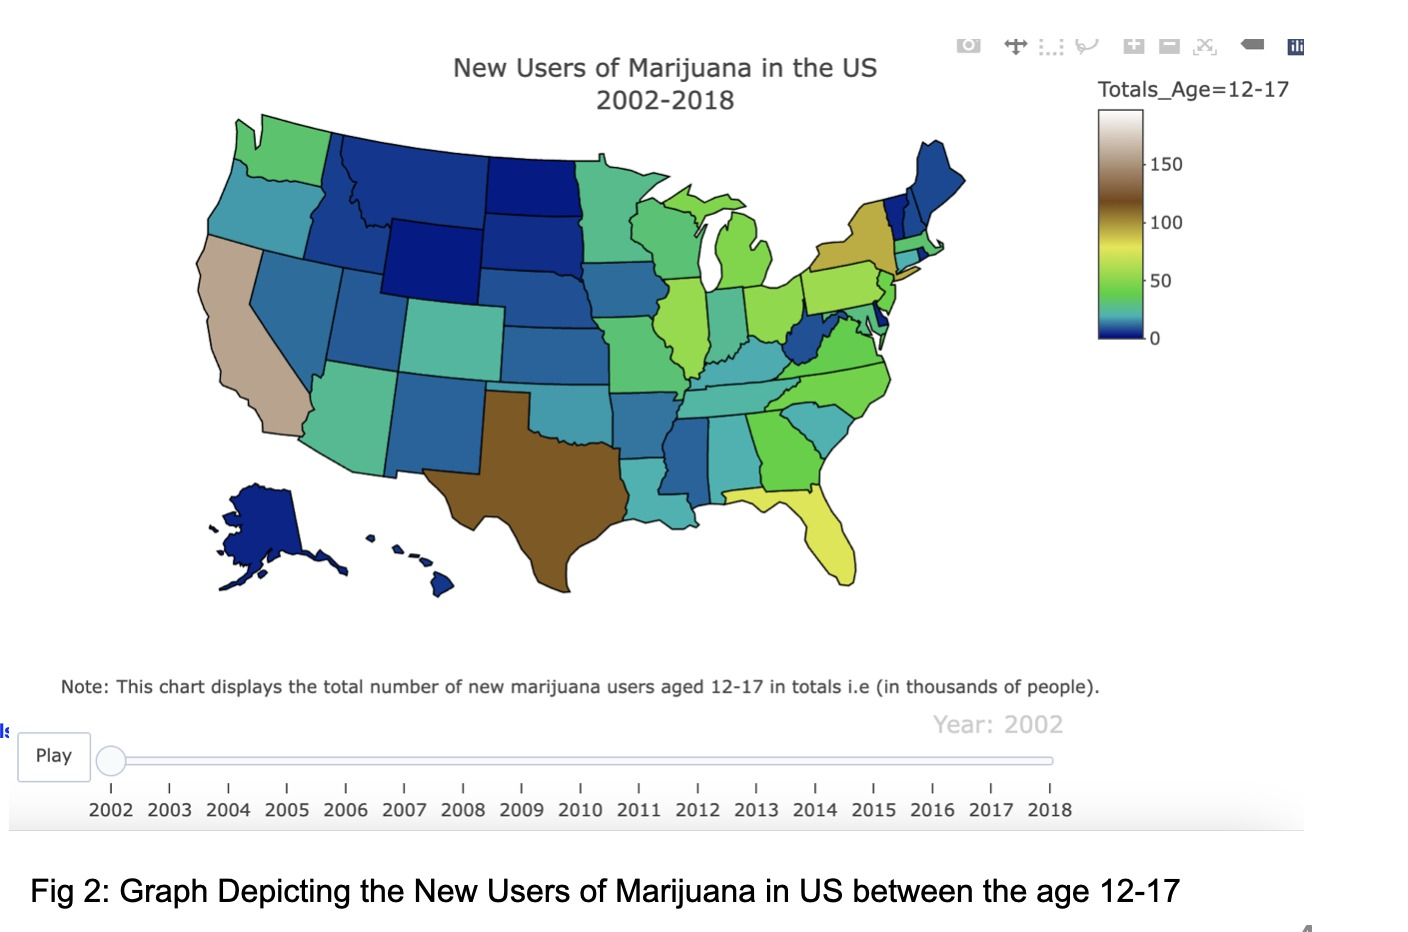 New Users of Marijuana in the US
2002-2018
Totals_Age=12-17
150
100
50
0
Note: This chart displays the total number of new marijuana users aged 12-17 in totals i.e (in thousands of people).
Year: 2002
Play
2002 2003 2004 2005 2006 2007 2008 2009 2010 2011 2012 2013 2014 2015 2016 2017 2018
Fig 2: Graph Depicting the New Users of Marijuana in US between the age 12-17